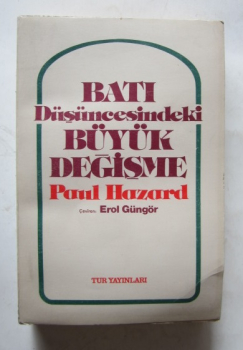 BATI
Düşüncesindeki
BÜYÜK
DEĞİŞME
Paul Hazard
Çeviren: Erol Güngör
TUR YAYINLARI